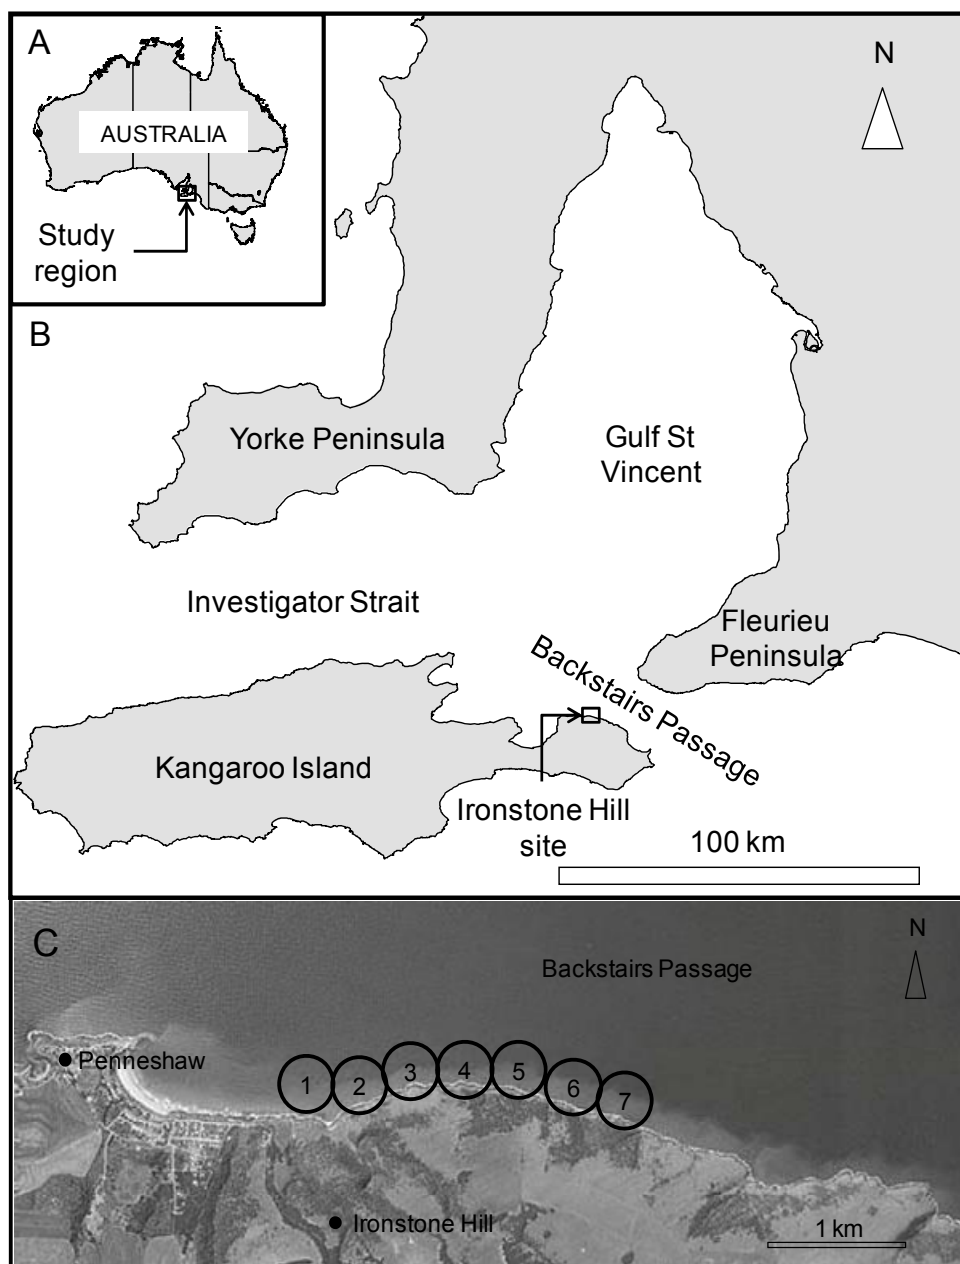 A
AUSTRALIA
Study
region
N
B
Yorke Peninsula
Gulf St
Vincent
Investigator Strait
Fleurieu
Peninsula
Backstairs Passage
Kangaroo Island
Ironstone Hill
site
100 km
C
N
Backstairs Passage
Penneshaw
1
2
3
4
5
6
7
Ironstone Hill
1 km